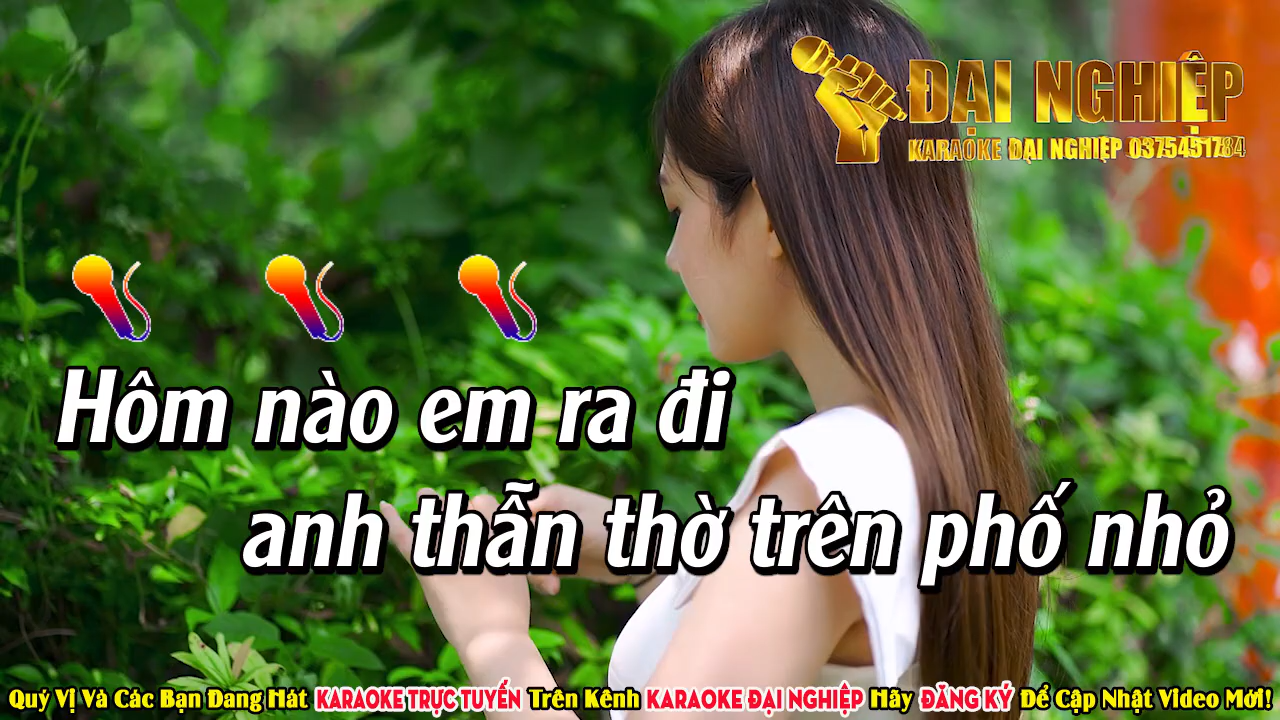 ĐẠI NGHIỆP
KARAOKE ĐẠI NGHIỆP 0375451784
Hôm nào em ra đi
anh thẫn thờ trên phố nhỏ
Quý Vị Và Các Bạn Đang Hát KARAOKE TRỰC TUYẾN Trên Kênh KARAOKE ĐẠI NGHIỆP Hãy ĐĂNG KÝ Để Cập Nhật Video Mới!